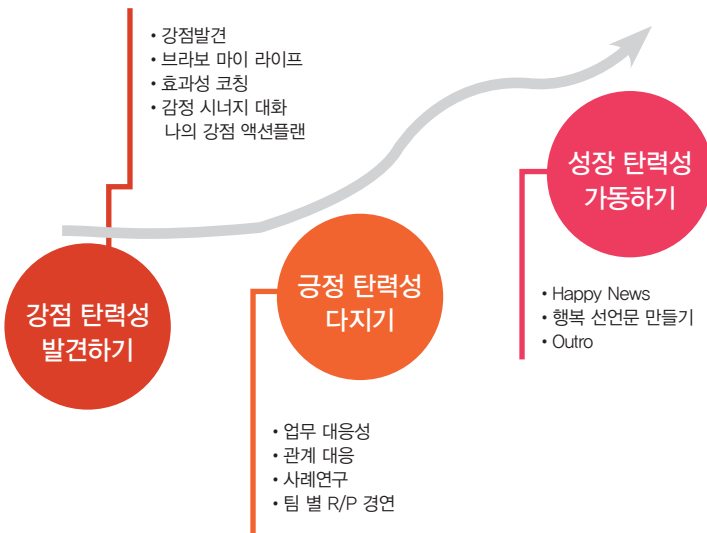 • 강점발견
• 브라보 마이 라이프
• 효과성 코칭
• 감정 시너지 대화
나의 강점 액션플랜
강점 탄력성
발견하기
긍정 탄력성
다지기
• 업무 대응성
• 관계 대응
• 사례연구
• 팀 별 R/P 경연
성장 탄력성
가동하기
• Happy News
• 행복 선언문 만들기
• Outro